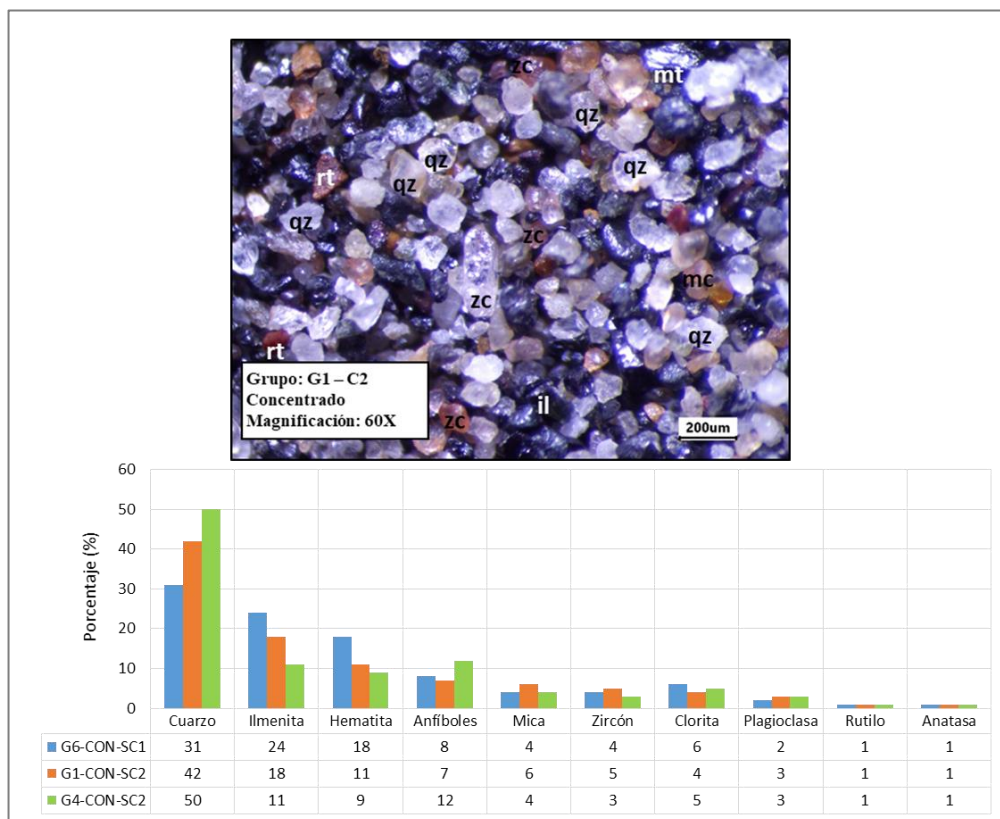 zc
mt
qz
qz
qz
qz
rt
qz
zc
mc
zc
qz
rt
il
zc
Grupo: G1 – C2
Concentrado
Magnificación: 60X
200um
60
50
40
30
20
10
0
Porcentaje (%)
Cuarzo Ilmenita Hematita Anfíboles Mica Zircón Clorita Plagioclasa Rutilo Anatasa
G6-CON-SC1 31 24 18 8 4 4 6 2 1 1
G1-CON-SC2 42 18 11 7 6 5 4 3 1 1
G4-CON-SC2 50 11 9 12 4 3 5 3 1 1